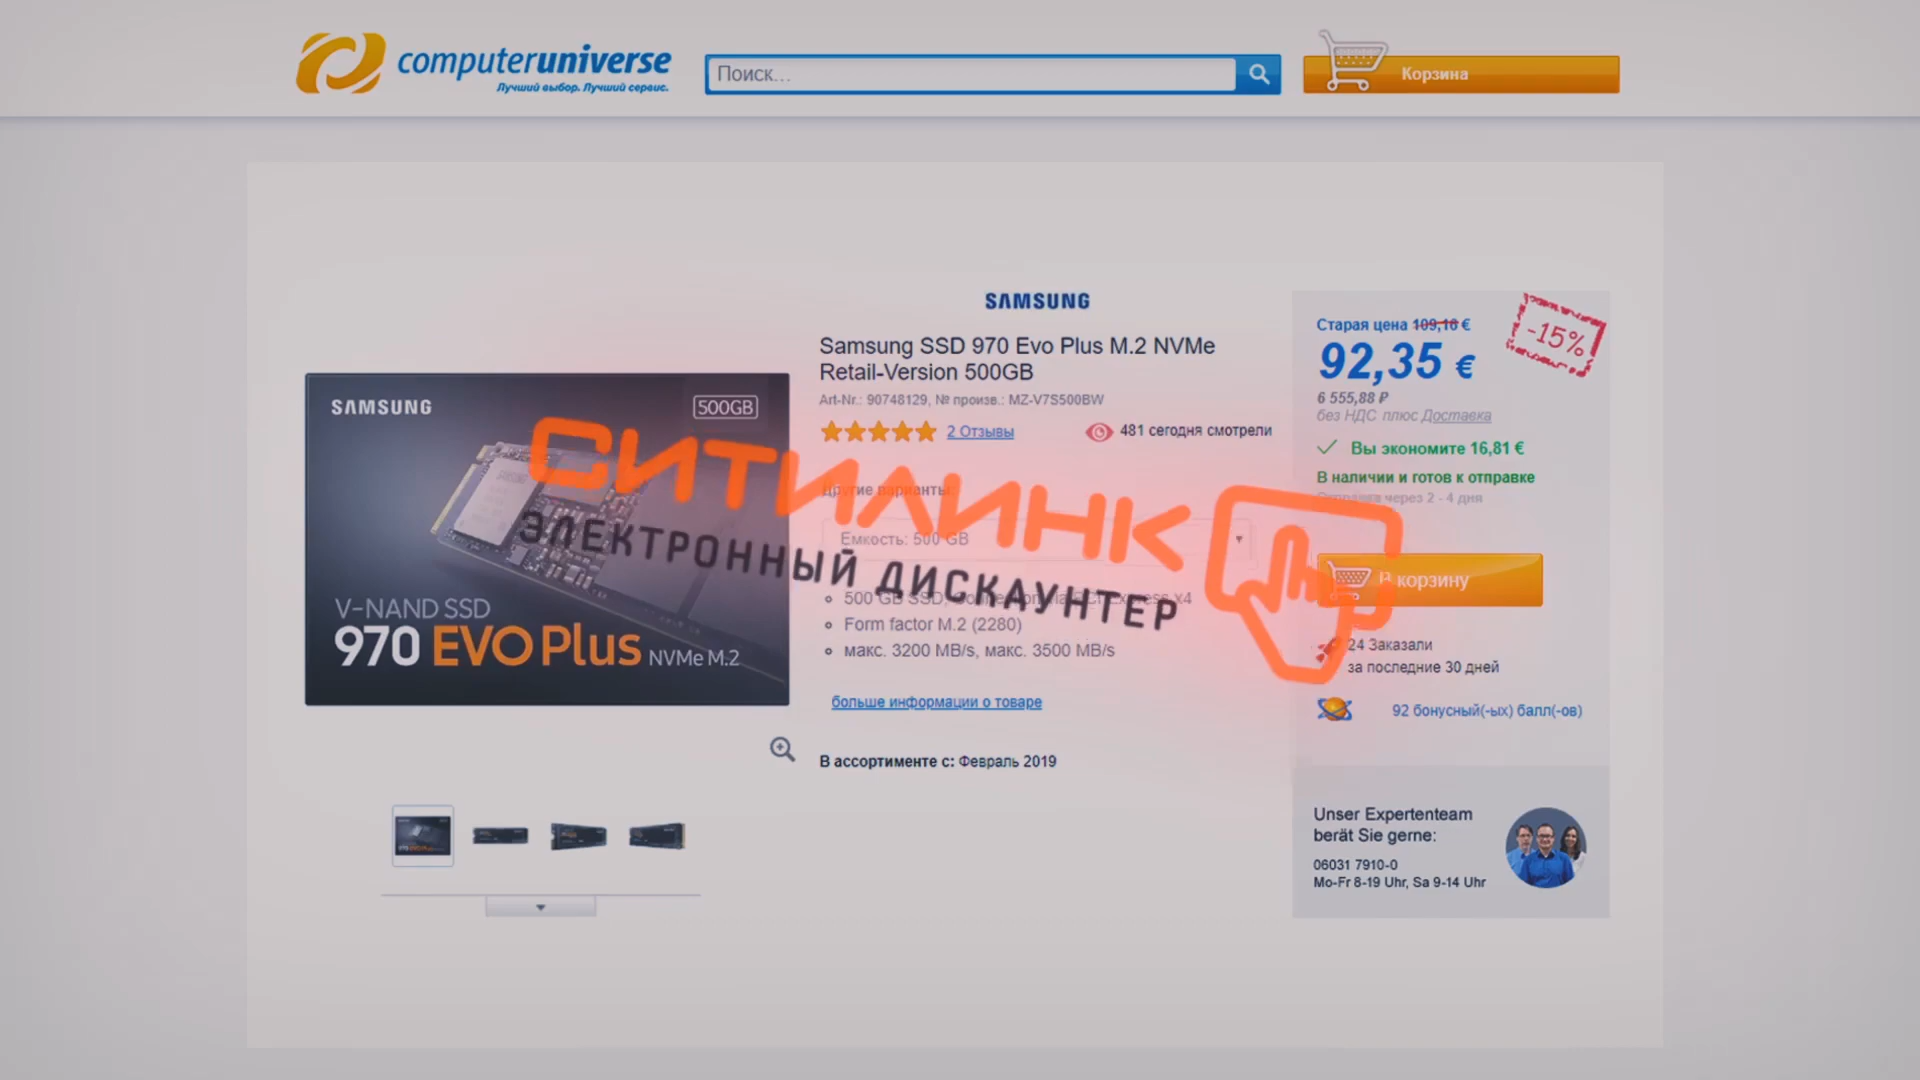 computeruniverse
Лучший выбор. Лучший сервис.
Поиск...
Корзина
SAMSUNG
500GB
V-NAND SSD
970 EVO Plus NVMe M.2
SAMSUNG
Samsung SSD 970 Evo Plus M.2 NVMe
Retail-Version 500GB
Art-Nr.: 90748129, № произв.: MZ-V7S500BW
2 Отзывы
481 сегодня смотрели
Другие варианты:
Емкость: 500 GB
500 GB SSD, Connection via PCI Express x4
Form factor M.2 (2280)
макс. 3200 MB/s, макс. 3500 MB/s
больше информации о товаре
В ассортименте с: Февраль 2019
СИТИЛИНК
ЭЛЕКТРОННЫЙ ДИСКАУНТЕР
Старая цена 109,16 €
-15%
92,35 €
6 555,88 ₽
без НДС плюс Доставка
Вы экономите 16,81 €
В наличии и готов к отправке
Отправка через 2 - 4 дня
В корзину
24 Заказали
за последние 30 дней
92 бонусный(-ых) балл(-ов)
Unser Expertenteam
berät Sie gerne:
06031 7910-0
Mo-Fr 8-19 Uhr, Sa 9-14 Uhr